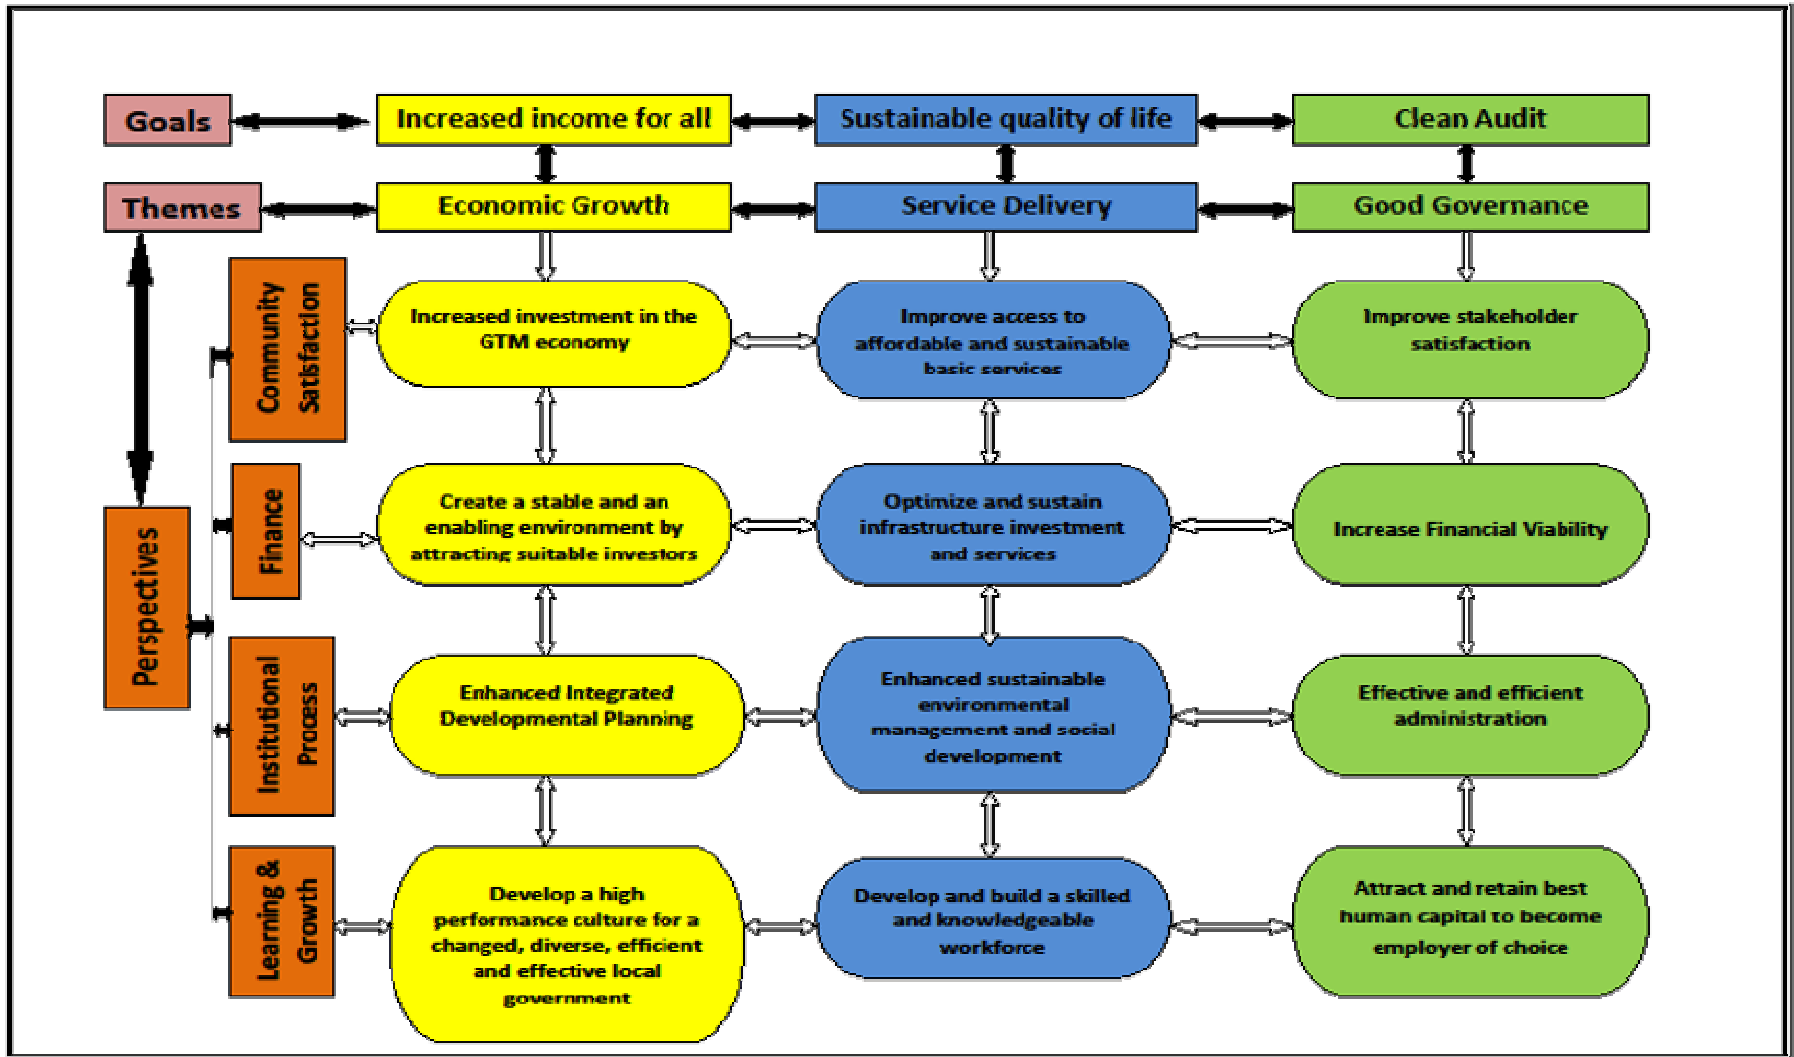 Goals
Increased income for all
Sustainable quality of life
Clean Audit
Themes
Economic Growth
Service Delivery
Good Governance
Perspectives
Community
Satisfaction
Increased investment in the
GTM economy
Improve access to
affordable and sustainable
basic services
Improve stakeholder
satisfaction
Finance
Create a stable and an
enabling environment by
attracting suitable investors
Optimize and sustain
infrastructure investment
and services
Increase Financial Viability
Institutional
Process
Enhanced Integrated
Developmental Planning
Enhanced sustainable
environmental
management and social
development
Effective and efficient
administration
Learning &
Growth
Develop a high
performance culture for a
changed, diverse, efficient
and effective local
government
Develop and build a skilled
and knowledgeable
workforce
Attract and retain best
human capital to become
employer of choice